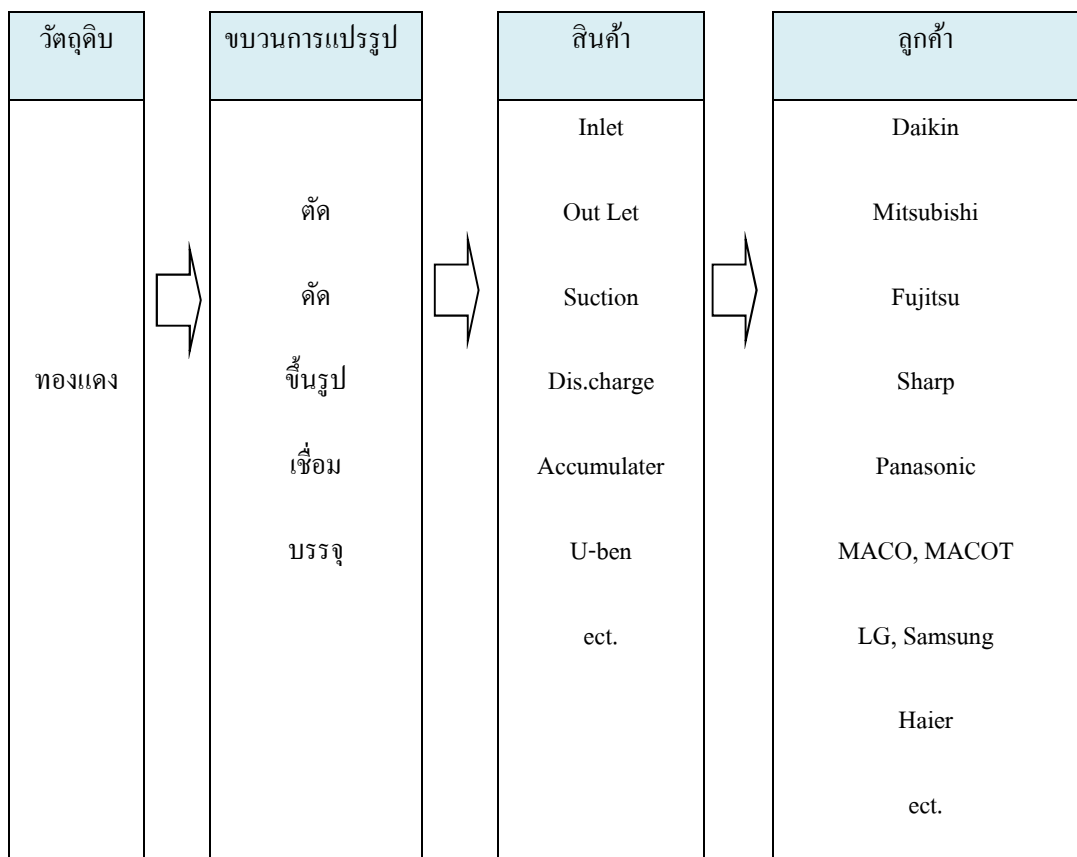 วัตถุดิบ
ทองแดง
ขบวนการแปรรูป
ตัด
ดัด
ขึ้นรูป
เชื่อม
บรรจุ
สินค้า
Inlet
Out Let
Suction
Dis.charge
Accumulater
U-ben
ect.
ลูกค้า
Daikin
Mitsubishi
Fujitsu
Sharp
Panasonic
MACO, MACOT
LG, Samsung
Haier
ect.